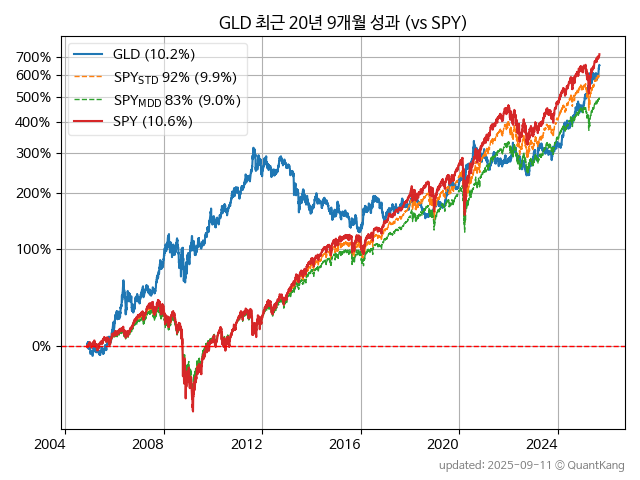 GLD 최근 20년 9개월 성과 (vs SPY)
GLD (10.2%)
SPY_STD 92% (9.9%)
SPY_MDD 83% (9.0%)
SPY (10.6%)
700%
600%
500%
400%
300%
200%
100%
0%
2004 2008 2012 2016 2020 2024
updated: 2025-09-11 © QuantKang